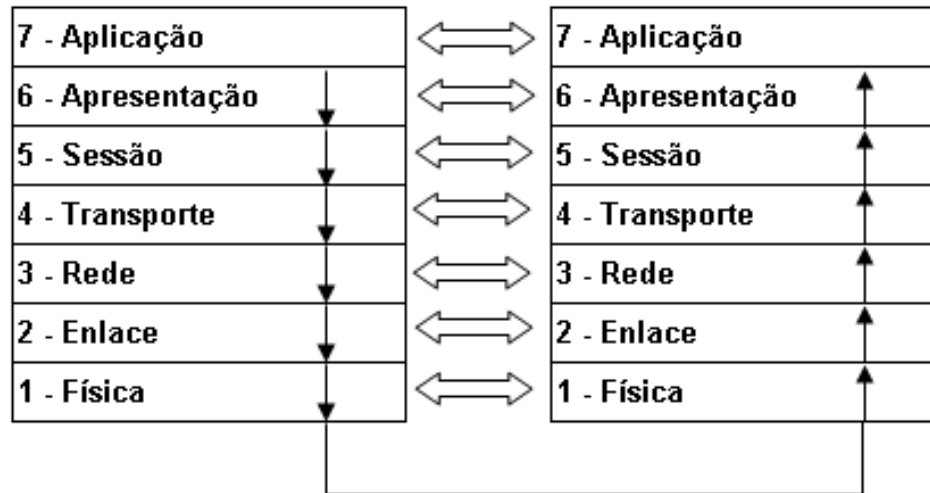 7 - Aplicação
6 - Apresentação
5 - Sessão
4 - Transporte
3 - Rede
2 - Enlace
1 - Física
7 - Aplicação
6 - Apresentação
5 - Sessão
4 - Transporte
3 - Rede
2 - Enlace
1 - Física